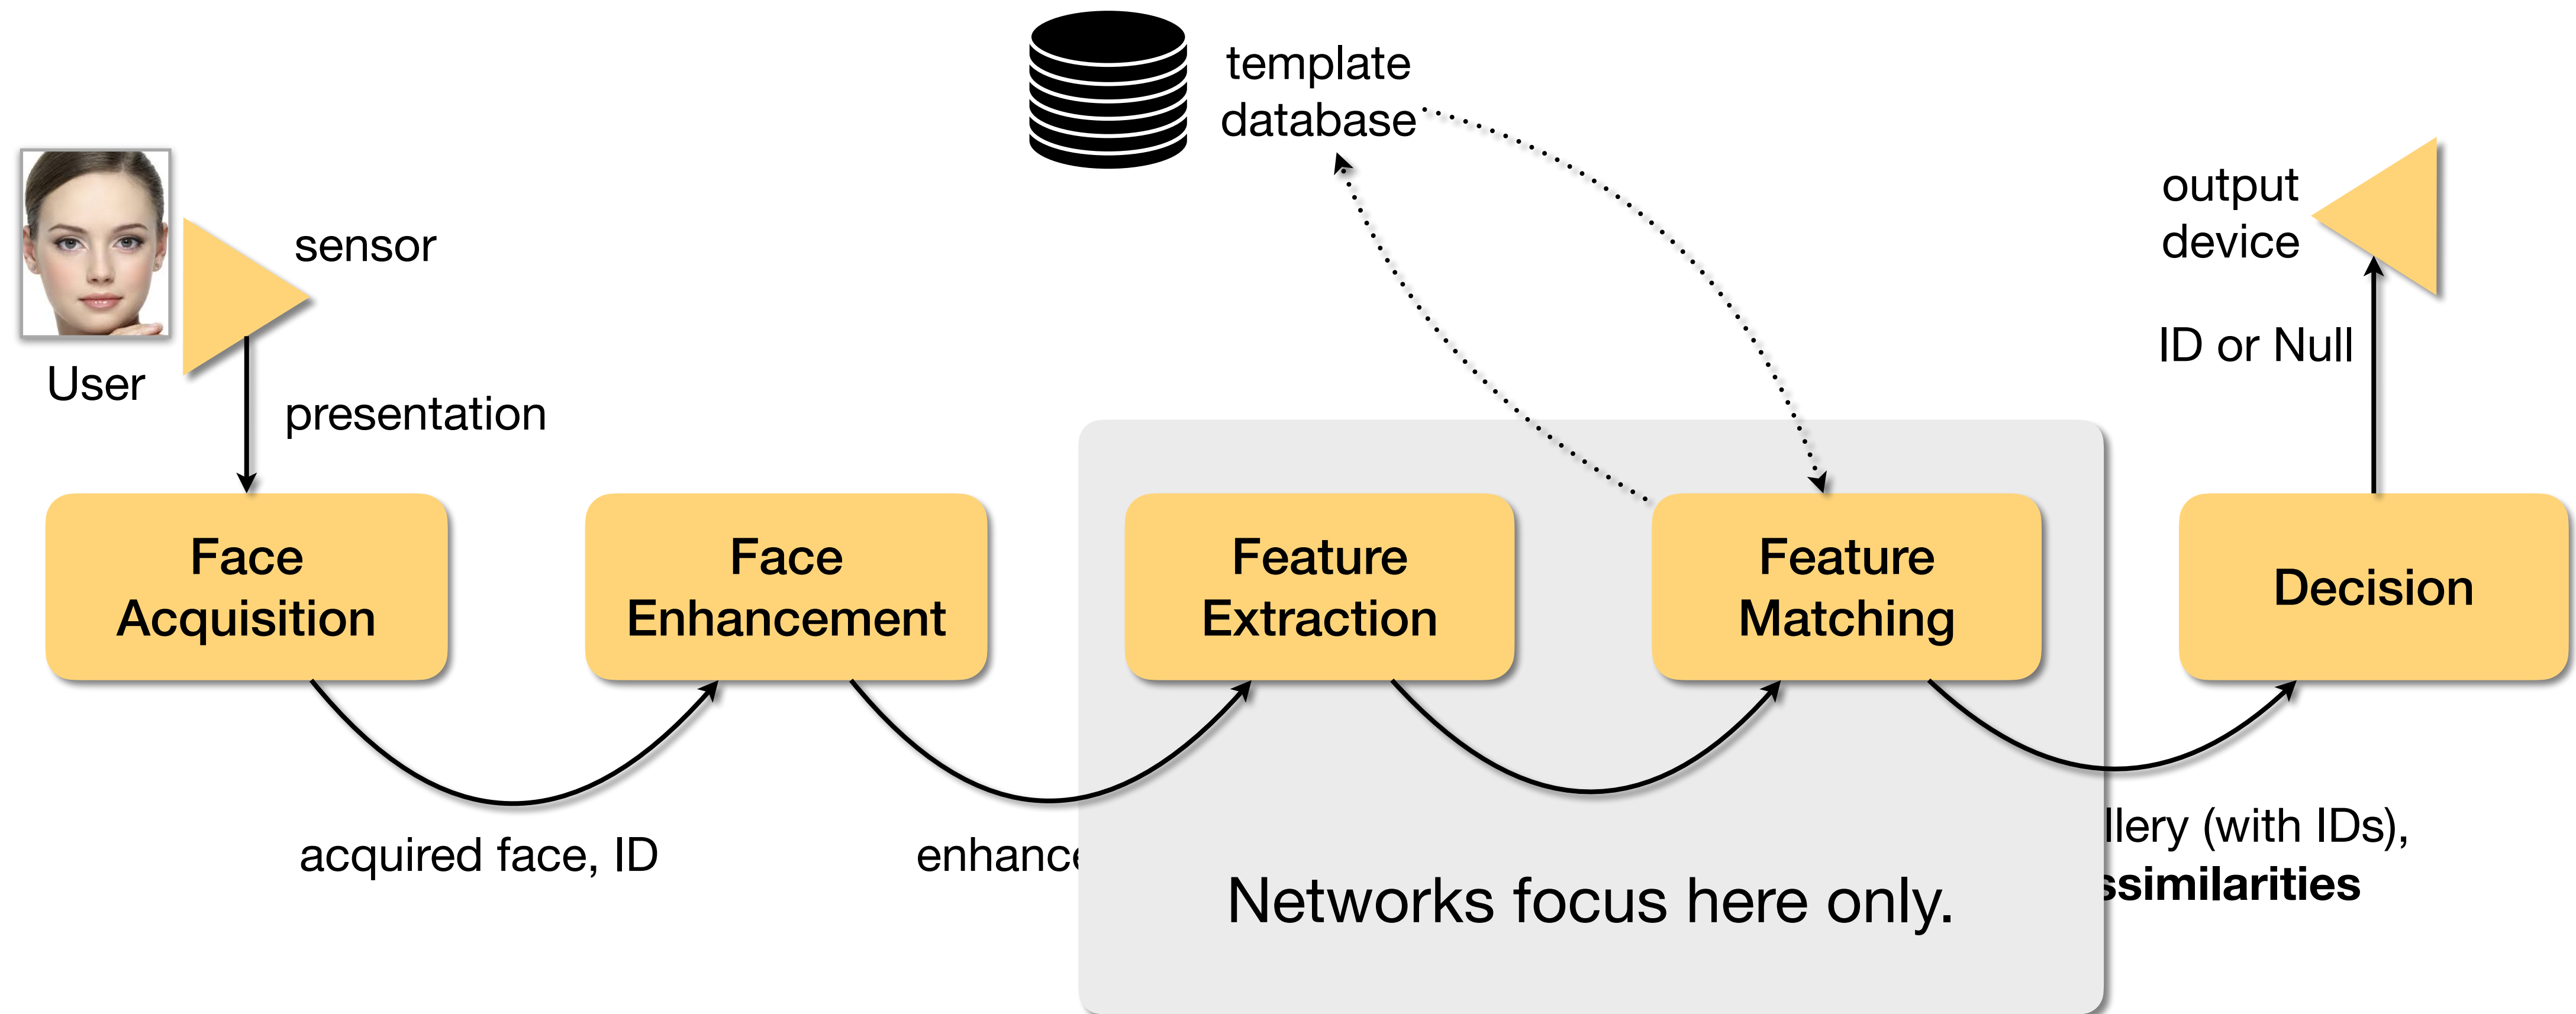 template
database
output
device
sensor
ID or Null
User
presentation
Face
Acquisition
Face
Enhancement
Feature
Extraction
Feature
Matching
Decision
acquired face, ID
enhance
llery (with IDs),
ssimilarities
Networks focus here only.